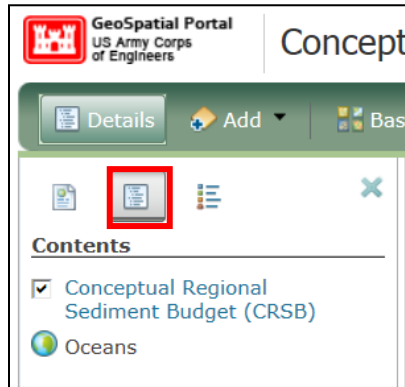 GeoSpatial Portal
US Army Corps
of Engineers
Concept
Details Add Bas
Contents
Conceptual Regional
Sediment Budget (CRSB)
Oceans